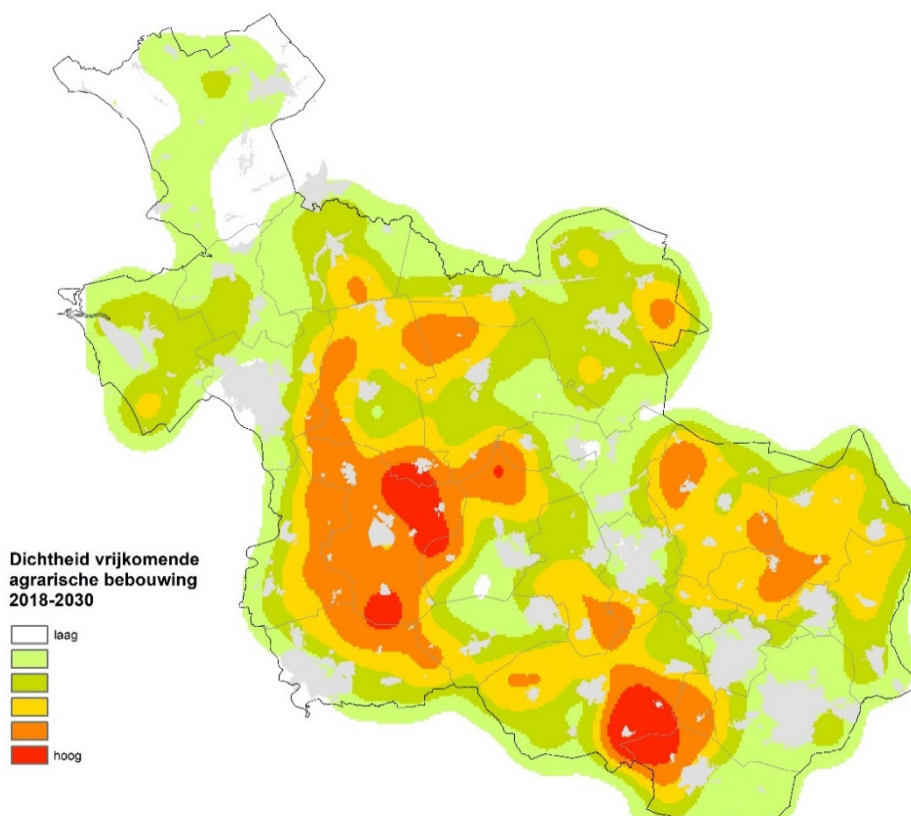 Dichtheid vrijkomende
agrarische bebouwing
2018-2030
laag
hoog